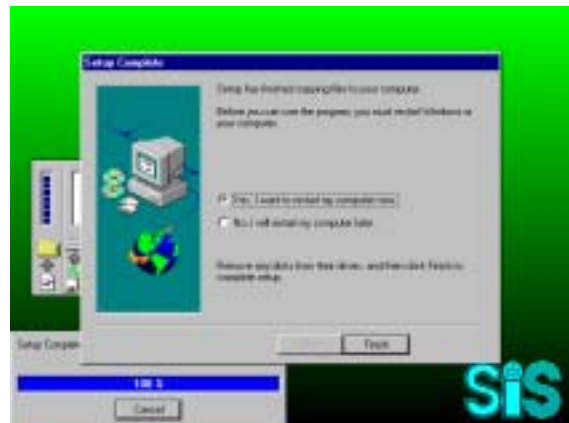 Setup Complete
Setup has finished copying files to your computer.
Before you can use the program, you must restart Windows or
your computer.
Yes, I want to restart my computer now.
No, I will restart my computer later.
Remove any disks from their drives, and then click Finish to
complete setup.
Finish
Setup Complete
100 %
Cancel
SiS